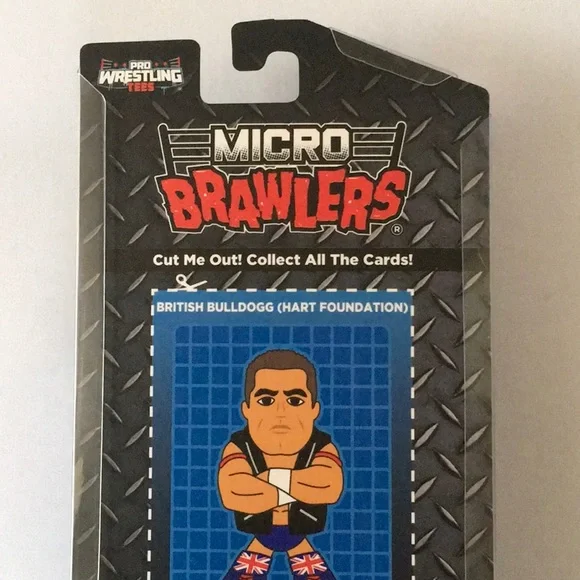 PRO
WRESTLING
TEES
MICRO
BRAWLERS
®
Cut Me Out! Collect All The Cards!
BRITISH BULLDOGG (HART FOUNDATION)